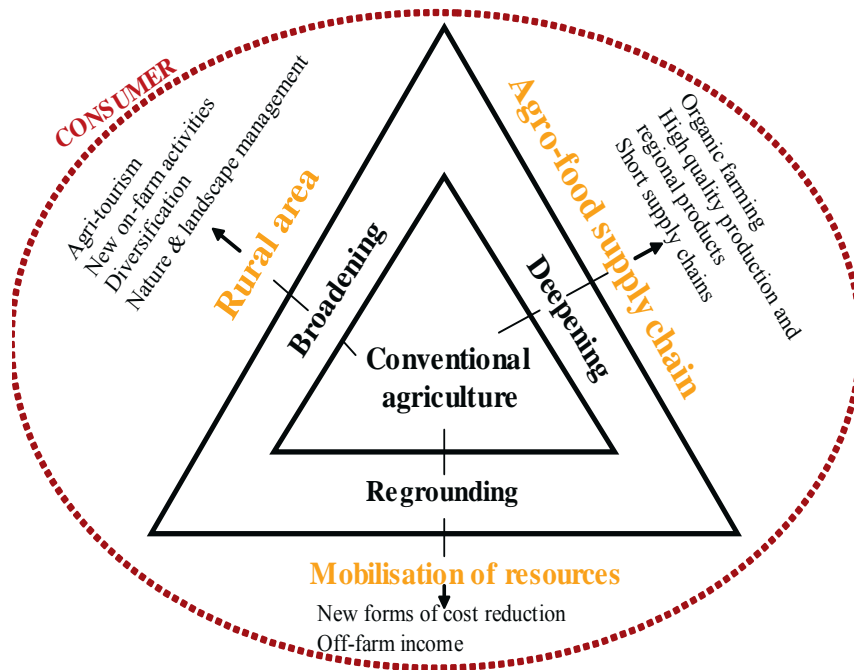 CONSUMER
Agri-tourism
New on-farm activities
Diversification
Nature & landscape management
Rural area
Broadening
Agro-food supply chain
Organic farming
High quality production and
regional products
Short supply chains
Deepening
Conventional
agriculture
Regrounding
Mobilisation of resources
New forms of cost reduction
Off-farm income